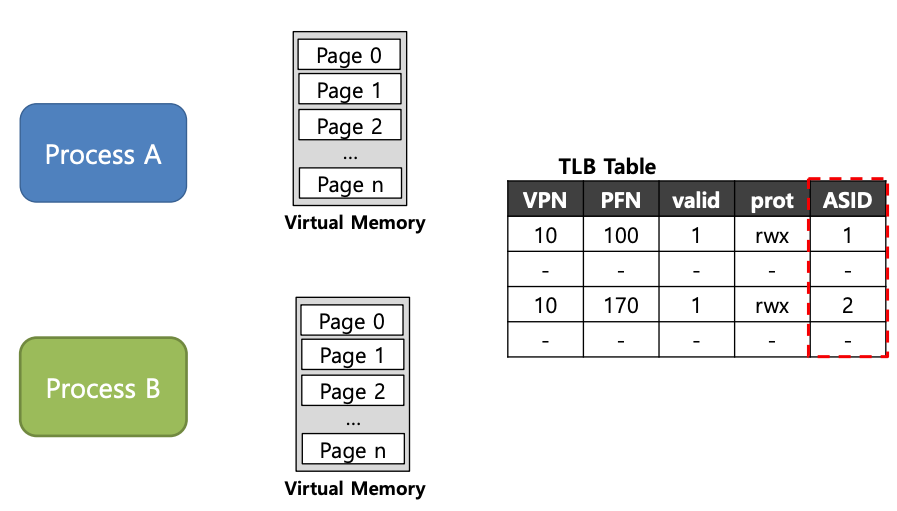 Process A
Page 0
Page 1
Page 2
...
Page n
Virtual Memory
Process B
Page 0
Page 1
Page 2
...
Page n
Virtual Memory
TLB Table
VPN PFN valid prot ASID
10 100 1 rwx 1
- - - - -
10 170 1 rwx 2
- - - - -